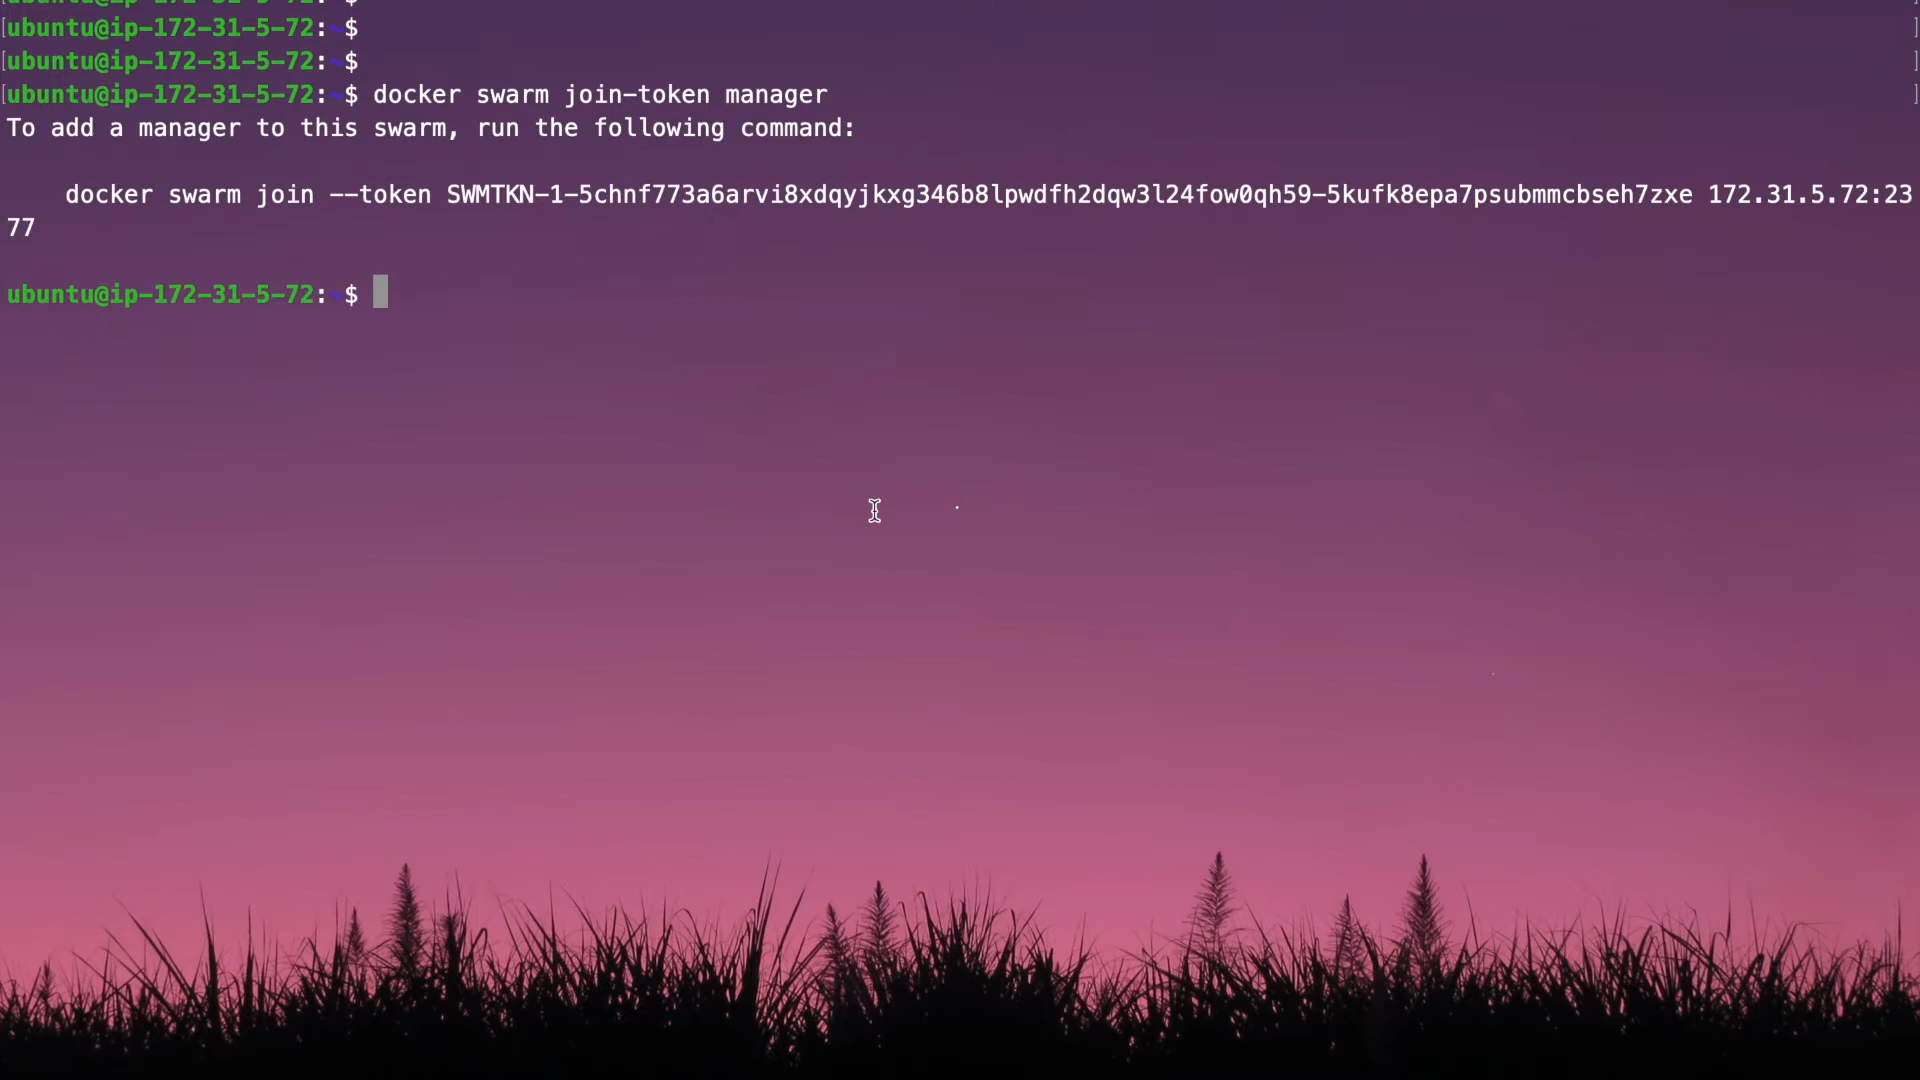 [ubuntu@ip-172-31-5-72:~$ ]
[ubuntu@ip-172-31-5-72:~$ ]
[ubuntu@ip-172-31-5-72:~$ docker swarm join-token manager ]
To add a manager to this swarm, run the following command:
docker swarm join --token SWMTKN-1-5chnf773a6arvi8xdqyjkxg346b8lpwdfh2dqw3l24fow0qh59-5kufk8epa7psubmmcbseh7zxe 172.31.5.72:23
77
ubuntu@ip-172-31-5-72:~$